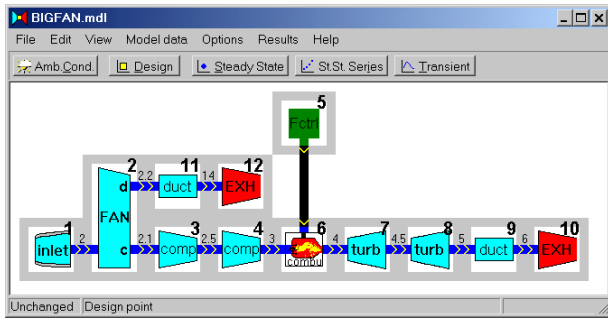 BIGFAN.mdl
File Edit View Model data Options Results Help
Amb.Cond. Design Steady State St.St. Series Transient
5
Fctrl
2 2.2 11 14 12
d duct EXH
FAN
1 2 c 2.1 3 2.5 4 3 6 4 7 4.5 8 5 9 6 10
inlet comp comp combu turb turb duct EXH
Unchanged Design point